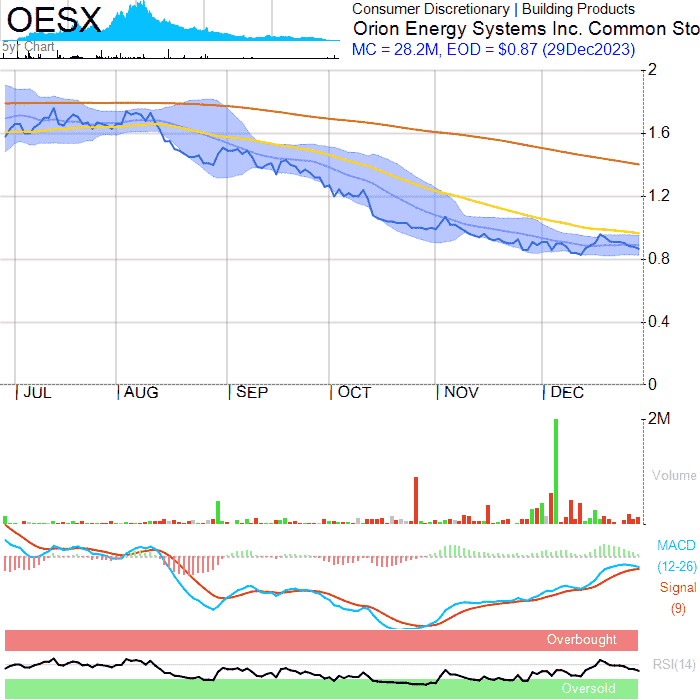 OESX
5yr Chart
Consumer Discretionary | Building Products
Orion Energy Systems Inc. Common Sto
MC = 28.2M, EOD = $0.87 (29Dec2023)
2
1.6
1.2
0.8
0.4
0
JUL
AUG
SEP
OCT
NOV
DEC
2M
Volume
MACD
(12-26)
Signal
(9)
Overbought
RSI(14)
Oversold